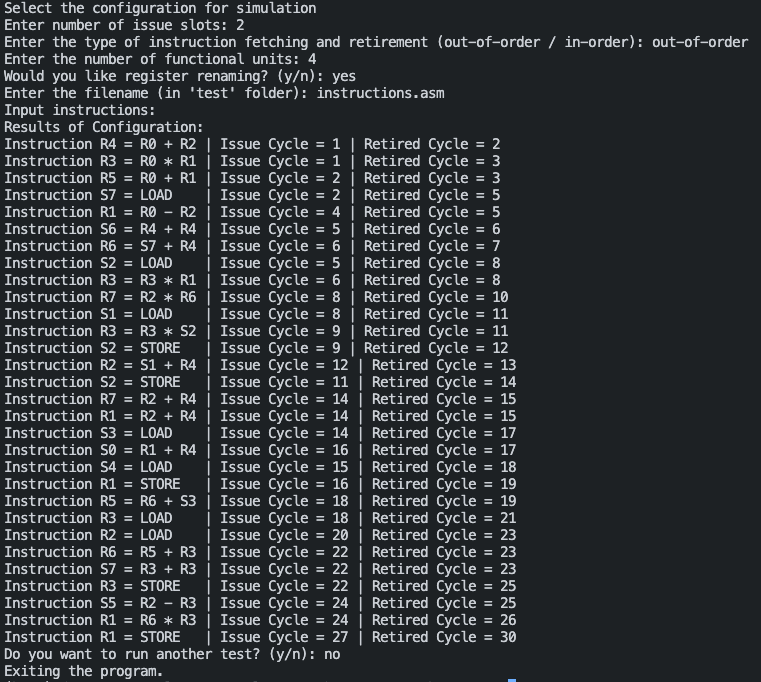 Select the configuration for simulation
Enter number of issue slots: 2
Enter the type of instruction fetching and retirement (out-of-order / in-order): out-of-order
Enter the number of functional units: 4
Would you like register renaming? (y/n): yes
Enter the filename (in 'test' folder): instructions.asm
Input instructions:
Results of Configuration:
Instruction R4 = R0 + R2 | Issue Cycle = 1 | Retired Cycle = 2
Instruction R3 = R0 * R1 | Issue Cycle = 1 | Retired Cycle = 3
Instruction R5 = R0 + R1 | Issue Cycle = 2 | Retired Cycle = 3
Instruction S7 = LOAD    | Issue Cycle = 2 | Retired Cycle = 5
Instruction R1 = R0 - R2 | Issue Cycle = 4 | Retired Cycle = 5
Instruction S6 = R4 + R4 | Issue Cycle = 5 | Retired Cycle = 6
Instruction R6 = S7 + R4 | Issue Cycle = 6 | Retired Cycle = 7
Instruction S2 = LOAD    | Issue Cycle = 5 | Retired Cycle = 8
Instruction R3 = R3 * R1 | Issue Cycle = 6 | Retired Cycle = 8
Instruction R7 = R2 * R6 | Issue Cycle = 8 | Retired Cycle = 10
Instruction S1 = LOAD    | Issue Cycle = 8 | Retired Cycle = 11
Instruction R3 = R3 * S2 | Issue Cycle = 9 | Retired Cycle = 11
Instruction S2 = STORE   | Issue Cycle = 9 | Retired Cycle = 12
Instruction R2 = S1 + R4 | Issue Cycle = 12 | Retired Cycle = 13
Instruction S2 = STORE   | Issue Cycle = 11 | Retired Cycle = 14
Instruction R7 = R2 + R4 | Issue Cycle = 14 | Retired Cycle = 15
Instruction R1 = R2 + R4 | Issue Cycle = 14 | Retired Cycle = 15
Instruction S3 = LOAD    | Issue Cycle = 14 | Retired Cycle = 17
Instruction S0 = R1 + R4 | Issue Cycle = 16 | Retired Cycle = 17
Instruction S4 = LOAD    | Issue Cycle = 15 | Retired Cycle = 18
Instruction R1 = STORE   | Issue Cycle = 16 | Retired Cycle = 19
Instruction R5 = R6 + S3 | Issue Cycle = 18 | Retired Cycle = 19
Instruction R3 = LOAD    | Issue Cycle = 18 | Retired Cycle = 21
Instruction R2 = LOAD    | Issue Cycle = 20 | Retired Cycle = 23
Instruction R6 = R5 + R3 | Issue Cycle = 22 | Retired Cycle = 23
Instruction S7 = R3 + R3 | Issue Cycle = 22 | Retired Cycle = 23
Instruction R3 = STORE   | Issue Cycle = 22 | Retired Cycle = 25
Instruction S5 = R2 - R3 | Issue Cycle = 24 | Retired Cycle = 25
Instruction R1 = R6 * R3 | Issue Cycle = 24 | Retired Cycle = 26
Instruction R1 = STORE   | Issue Cycle = 27 | Retired Cycle = 30
Do you want to run another test? (y/n): no
Exiting the program.